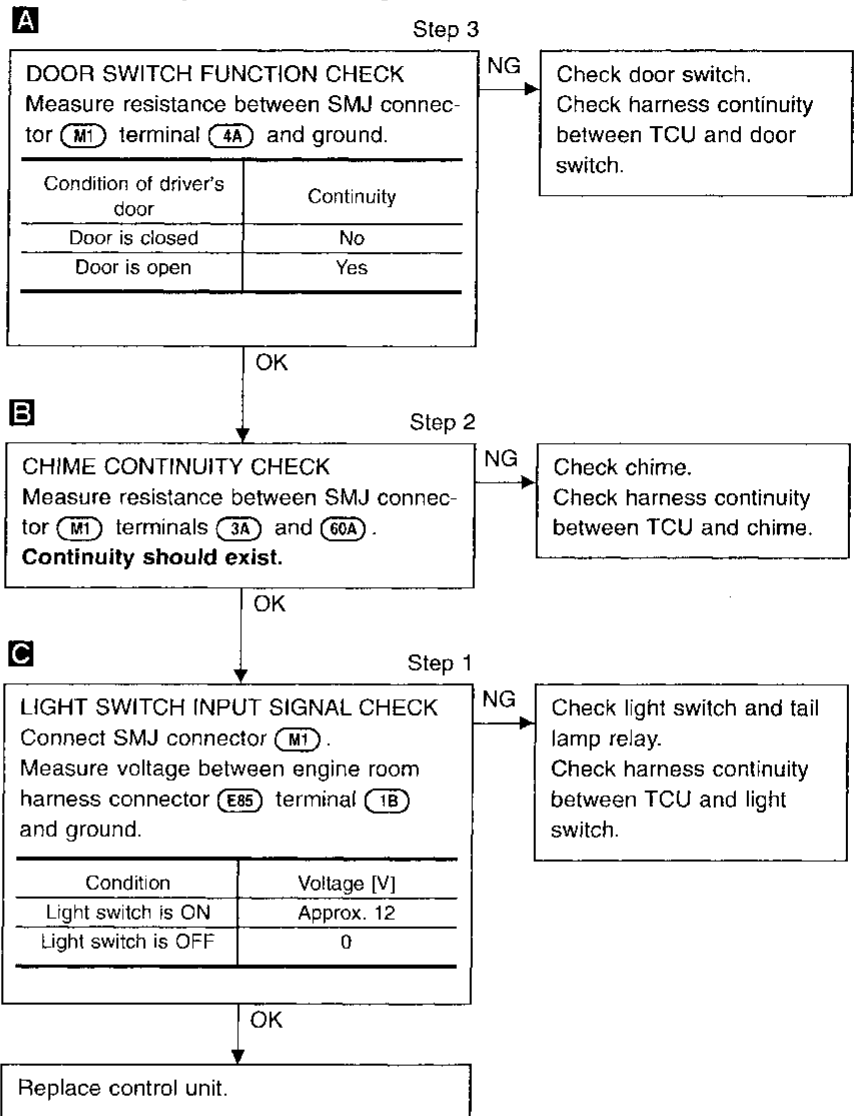 A
Step 3
DOOR SWITCH FUNCTION CHECK
Measure resistance between SMJ connec-
tor M1 terminal 4A and ground.
Condition of driver's
door
Continuity
Door is closed No
Door is open Yes
NG
Check door switch.
Check harness continuity
between TCU and door
switch.
OK
B
Step 2
CHIME CONTINUITY CHECK
Measure resistance between SMJ connec-
tor M1 terminals 3A and 60A .
Continuity should exist.
NG
Check chime.
Check harness continuity
between TCU and chime.
OK
C
Step 1
LIGHT SWITCH INPUT SIGNAL CHECK
Connect SMJ connector M1 .
Measure voltage between engine room
harness connector E85 terminal 1B
and ground.
Condition Voltage [V]
Light switch is ON Approx. 12
Light switch is OFF 0
NG
Check light switch and tail
lamp relay.
Check harness continuity
between TCU and light
switch.
OK
Replace control unit.